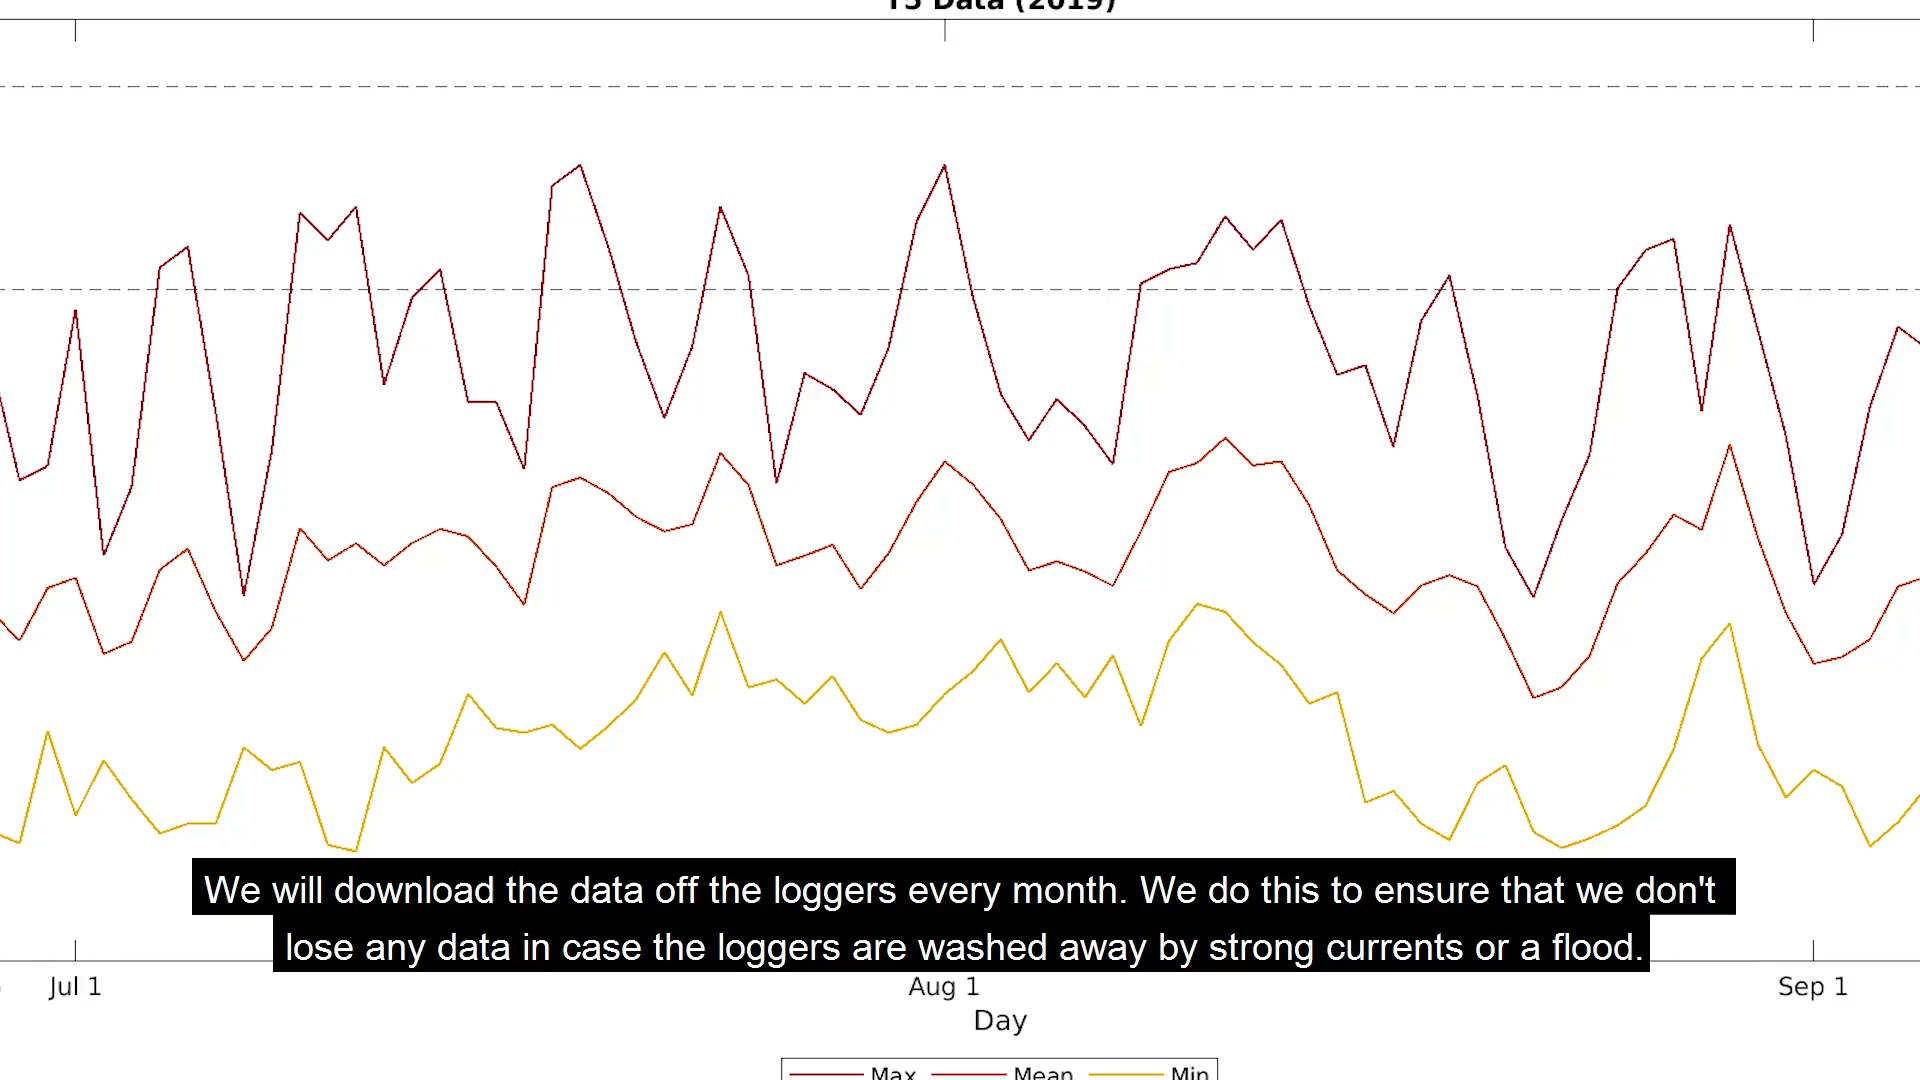 T5 Data (2019)
We will download the data off the loggers every month. We do this to ensure that we don't
lose any data in case the loggers are washed away by strong currents or a flood.
Jul 1
Aug 1
Sep 1
Day
Max
Mean
Min